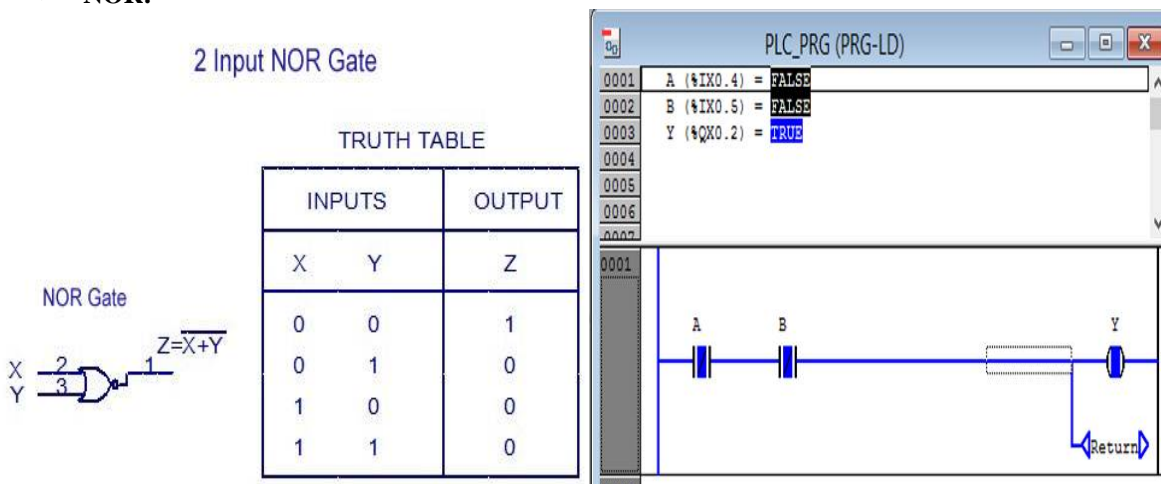 NOR:
2 Input NOR Gate
TRUTH TABLE
INPUTS OUTPUT
X Y Z
0 0 1
0 1 0
1 0 0
1 1 0
NOR Gate
X 2
Y 3
1
Z=X+Y
PLC_PRG (PRG-LD)
0001 A (%IX0.4) = FALSE
0002 B (%IX0.5) = FALSE
0003 Y (%QX0.2) = TRUE
0004
0005
0006
0007
0001
A B Y
Return